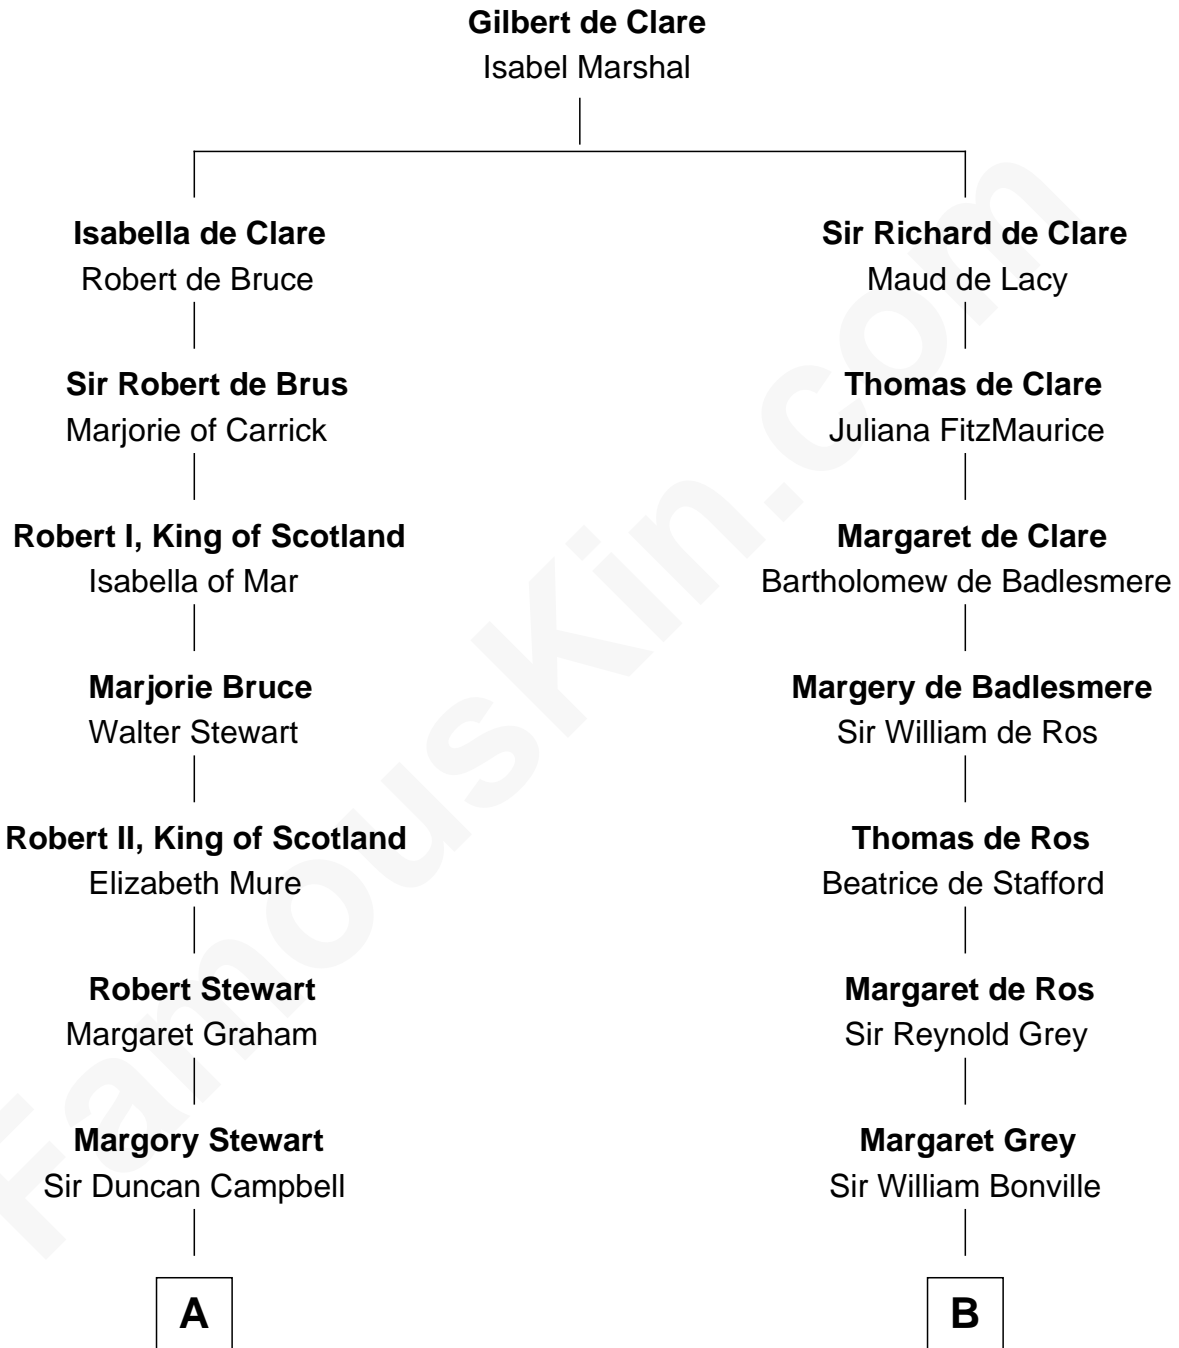 Gilbert de Clare
Isabel Marshal
Isabella de Clare
Robert de Bruce
Sir Robert de Brus
Marjorie of Carrick
Robert I, King of Scotland
Isabella of Mar
Marjorie Bruce
Walter Stewart
Robert II, King of Scotland
Elizabeth Mure
Robert Stewart
Margaret Graham
Margory Stewart
Sir Duncan Campbell
A
Sir Richard de Clare
Maud de Lacy
Thomas de Clare
Juliana FitzMaurice
Margaret de Clare
Bartholomew de Badlesmere
Margery de Badlesmere
Sir William de Ros
Thomas de Ros
Beatrice de Stafford
Margaret de Ros
Sir Reynold Grey
Margaret Grey
Sir William Bonville
B
FamousKin.com